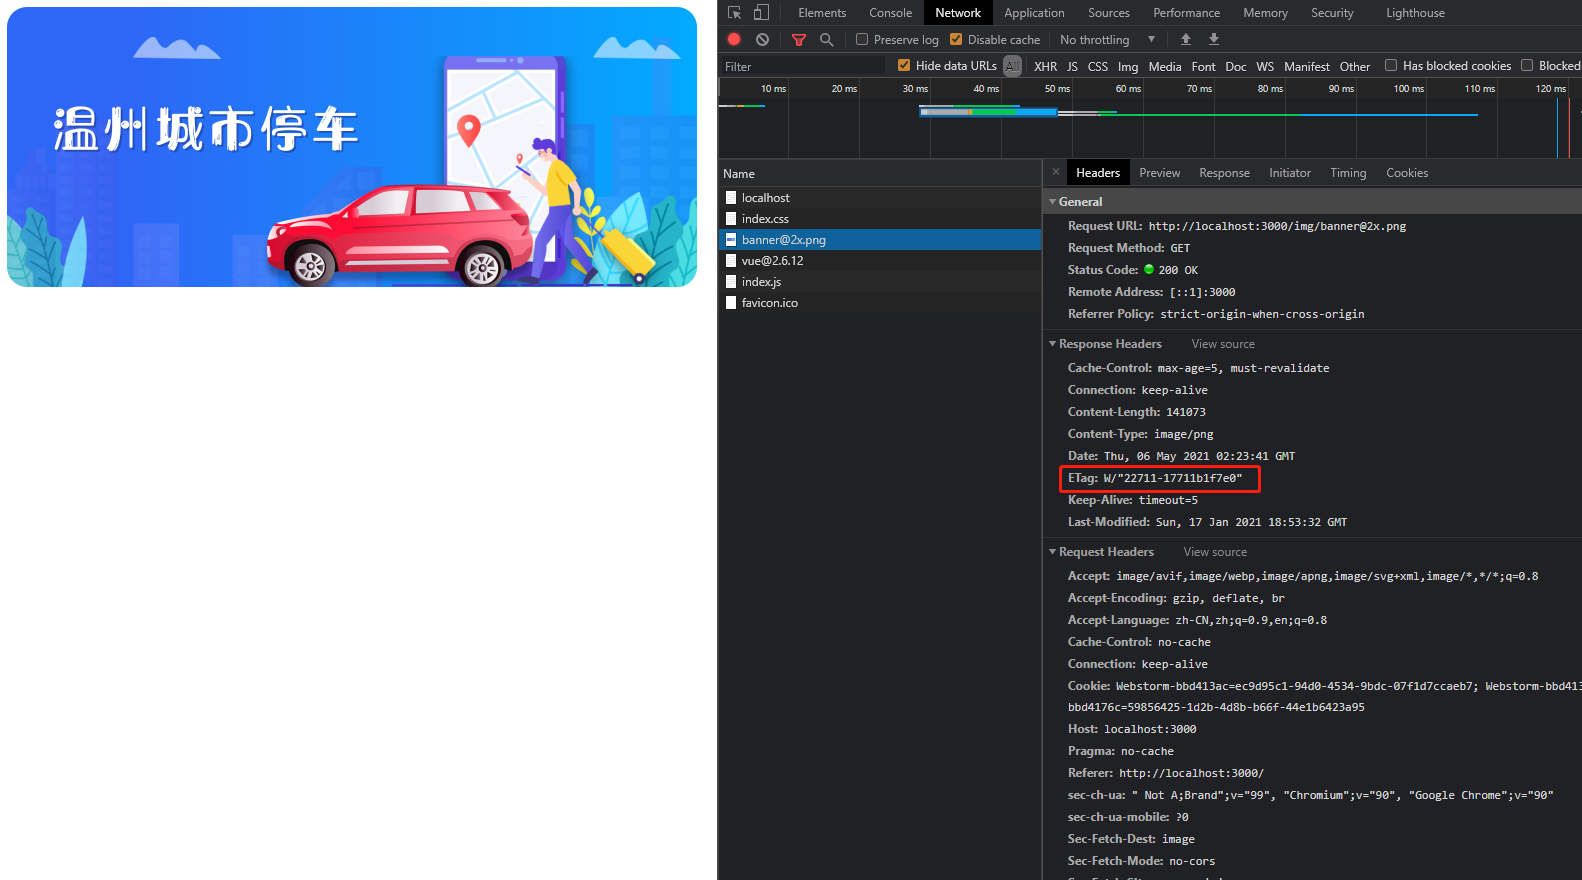 温州城市停车
Elements Console Network Application Sources Performance Memory Security Lighthouse
Preserve log Disable cache No throttling
Filter Hide data URLs All XHR JS CSS Img Media Font Doc WS Manifest Other Has blocked cookies Blocked
10 ms 20 ms 30 ms 40 ms 50 ms 60 ms 70 ms 80 ms 90 ms 100 ms 110 ms 120 ms
Name
localhost
index.css
banner@2x.png
vue@2.6.12
index.js
favicon.ico
× Headers Preview Response Initiator Timing Cookies
General
Request URL: http://localhost:3000/img/banner@2x.png
Request Method: GET
Status Code: 200 OK
Remote Address: [::1]:3000
Referrer Policy: strict-origin-when-cross-origin
Response Headers View source
Cache-Control: max-age=5, must-revalidate
Connection: keep-alive
Content-Length: 141073
Content-Type: image/png
Date: Thu, 06 May 2021 02:23:41 GMT
ETag: W/"22711-17711b1f7e0"
Keep-Alive: timeout=5
Last-Modified: Sun, 17 Jan 2021 18:53:32 GMT
Request Headers View source
Accept: image/avif,image/webp,image/apng,image/svg+xml,image/*,*/*;q=0.8
Accept-Encoding: gzip, deflate, br
Accept-Language: zh-CN,zh;q=0.9,en;q=0.8
Cache-Control: no-cache
Connection: keep-alive
Cookie: Webstorm-bbd413ac=ec9d95c1-94d0-4534-9bdc-07f1d7ccaeb7; Webstorm-bbd413
bbd4176c=59856425-1d2b-4d8b-b66f-44e1b6423a95
Host: localhost:3000
Pragma: no-cache
Referer: http://localhost:3000/
sec-ch-ua: " Not A;Brand";v="99", "Chromium";v="90", "Google Chrome";v="90"
sec-ch-ua-mobile: ?0
Sec-Fetch-Dest: image
Sec-Fetch-Mode: no-cors